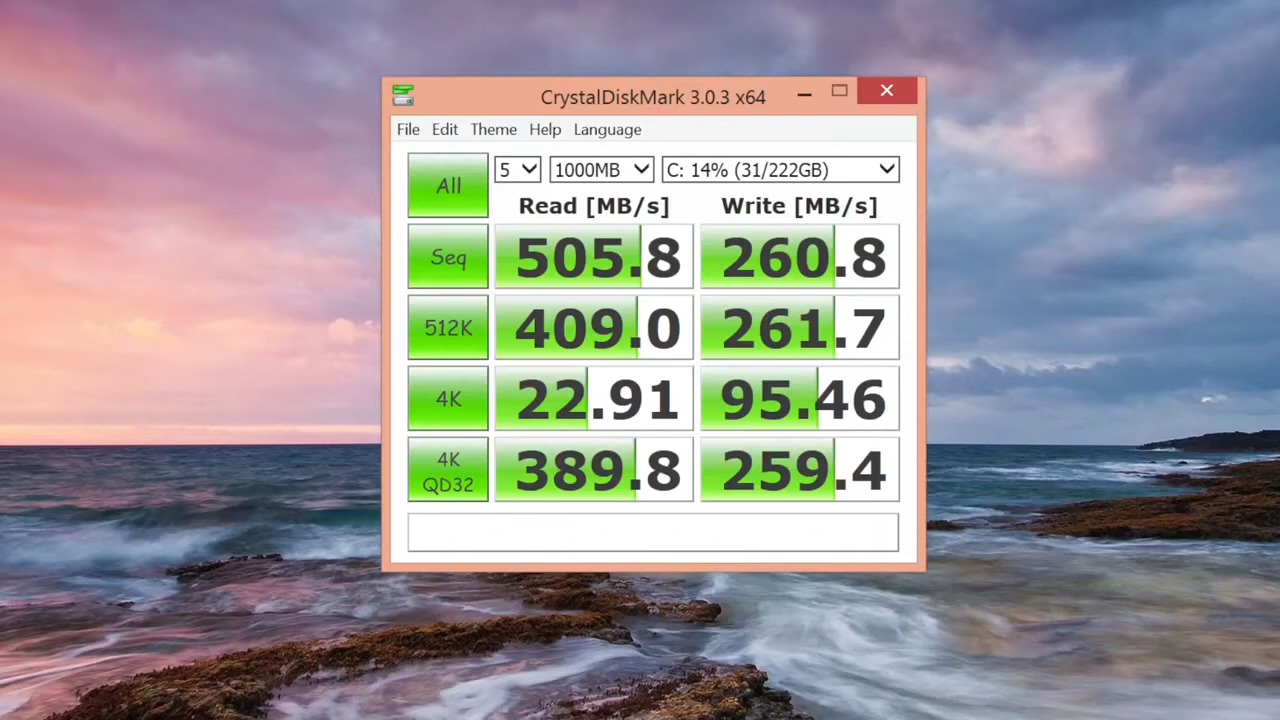 CrystalDiskMark 3.0.3 x64
File Edit Theme Help Language
All 5 1000MB C: 14% (31/222GB)
Read [MB/s] Write [MB/s]
Seq 505.8 260.8
512K 409.0 261.7
4K 22.91 95.46
4K QD32 389.8 259.4